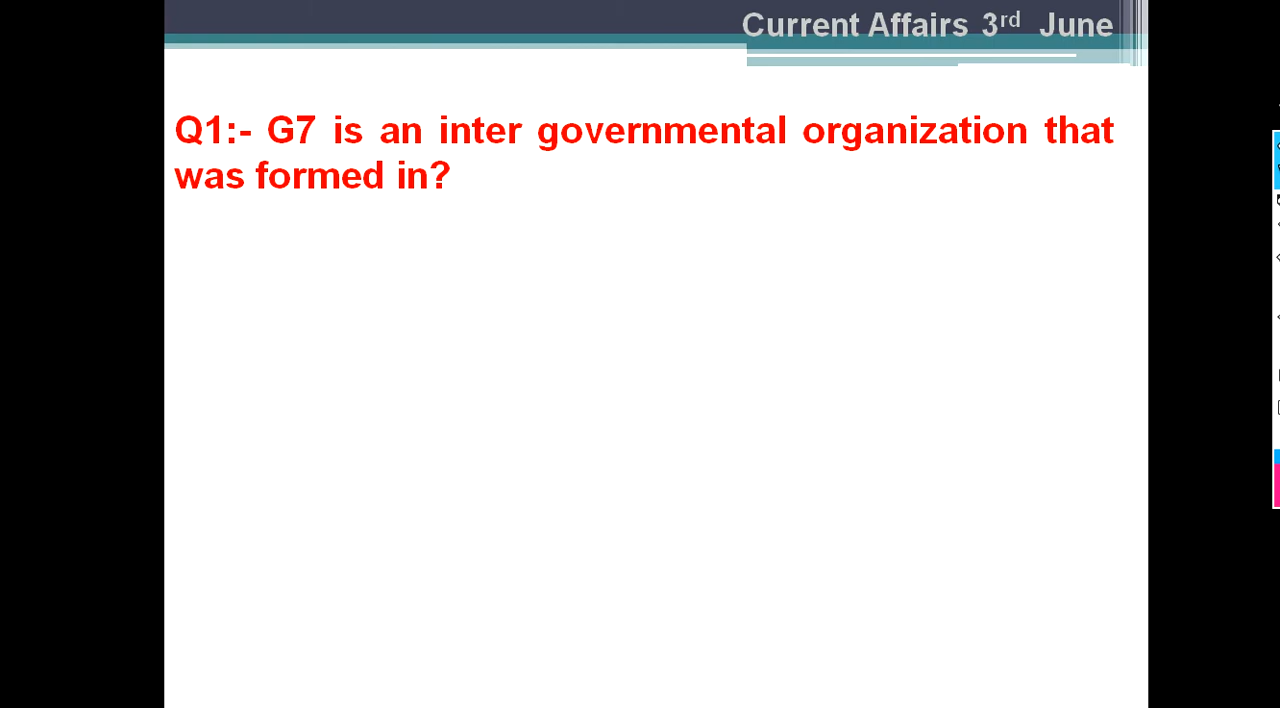 Current Affairs 3rd June
Q1:- G7 is an inter governmental organization that
was formed in?